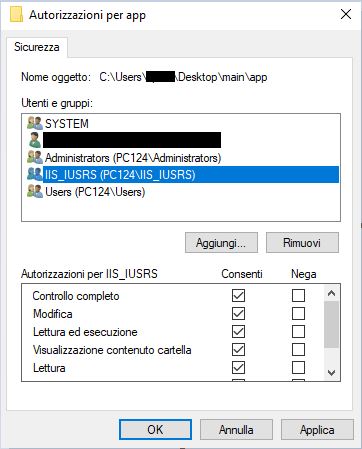 Autorizzazioni per app
Sicurezza
Nome oggetto: C:\Users\ \Desktop\main\app
Utenti e gruppi:
SYSTEM
Administrators (PC124\Administrators)
IIS_IUSRS (PC124\IIS_IUSRS)
Users (PC124\Users)
Aggiungi... Rimuovi
Autorizzazioni per IIS_IUSRS Consenti Nega
Controllo completo
Modifica
Lettura ed esecuzione
Visualizzazione contenuto cartella
Lettura
OK Annulla Applica